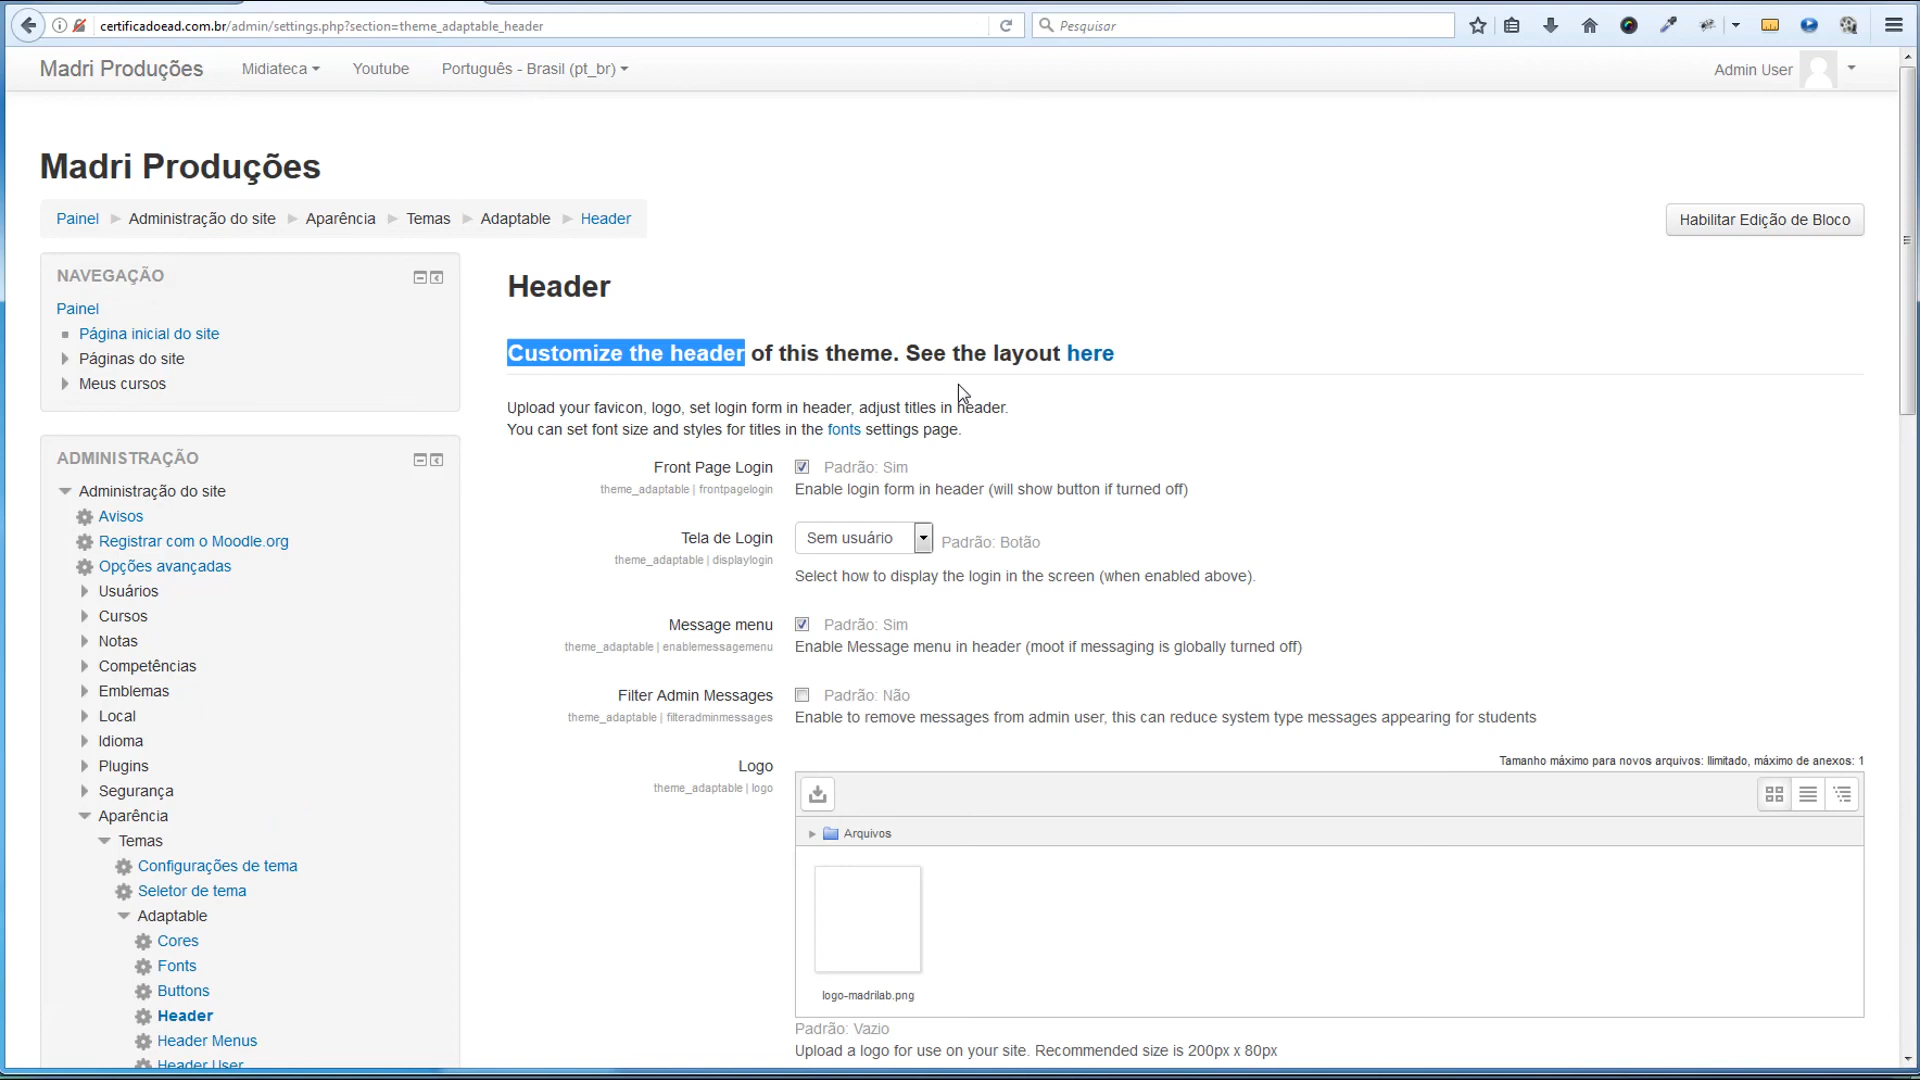 certificadoead.com.br/admin/settings.php?section=theme_adaptable_header
Pesquisar
Madri Produções
Midiateca
Youtube
Português - Brasil (pt_br)
Admin User
Madri Produções
Painel
Administração do site
Aparência
Temas
Adaptable
Header
Habilitar Edição de Bloco
NAVEGAÇÃO
Painel
Página inicial do site
Páginas do site
Meus cursos
ADMINISTRAÇÃO
Administração do site
Avisos
Registrar com o Moodle.org
Opções avançadas
Usuários
Cursos
Notas
Competências
Emblemas
Local
Idioma
Plugins
Segurança
Aparência
Temas
Configurações de tema
Seletor de tema
Adaptable
Cores
Fonts
Buttons
Header
Header Menus
Header User
Header
Customize the header of this theme. See the layout here
Upload your favicon, logo, set login form in header, adjust titles in header.
You can set font size and styles for titles in the fonts settings page.
Front Page Login
theme_adaptable | frontpagelogin
Padrão: Sim
Enable login form in header (will show button if turned off)
Tela de Login
theme_adaptable | displaylogin
Sem usuário
Padrão: Botão
Select how to display the login in the screen (when enabled above).
Message menu
theme_adaptable | enablemessagemenu
Padrão: Sim
Enable Message menu in header (moot if messaging is globally turned off)
Filter Admin Messages
theme_adaptable | filteradminmessages
Padrão: Não
Enable to remove messages from admin user, this can reduce system type messages appearing for students
Logo
theme_adaptable | logo
Tamanho máximo para novos arquivos: Ilimitado, máximo de anexos: 1
Arquivos
logo-madrilab.png
Padrão: Vazio
Upload a logo for use on your site. Recommended size is 200px x 80px